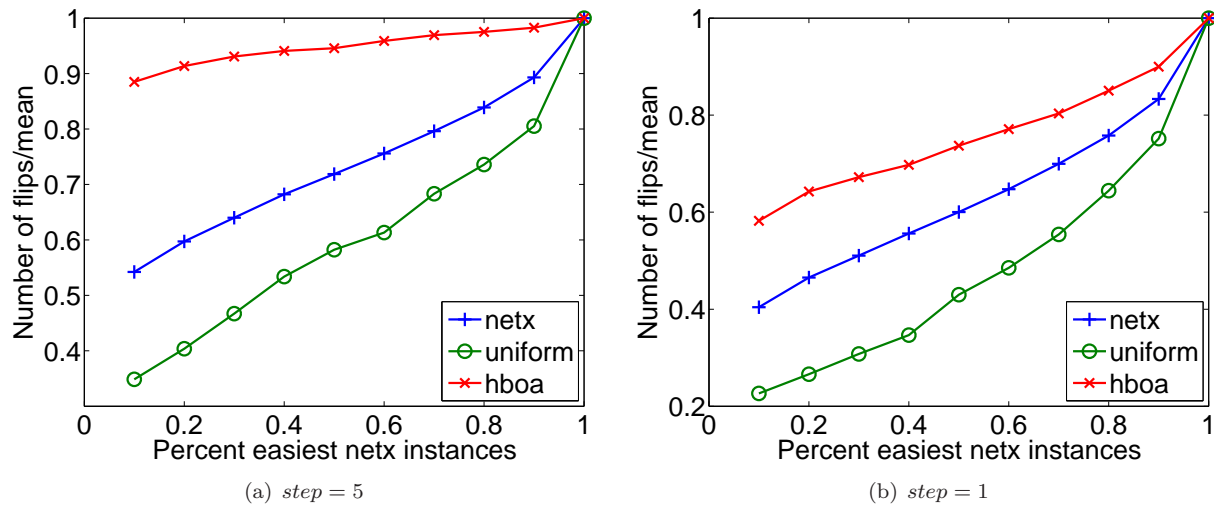 1
0.9
0.8
0.7
0.6
0.5
0.4
Number of flips/mean
0 0.2 0.4 0.6 0.8 1
Percent easiest netx instances
netx
uniform
hboa
(a) step = 5
1
0.8
0.6
0.4
0.2
Number of flips/mean
0 0.2 0.4 0.6 0.8 1
Percent easiest netx instances
netx
uniform
hboa
(b) step = 1